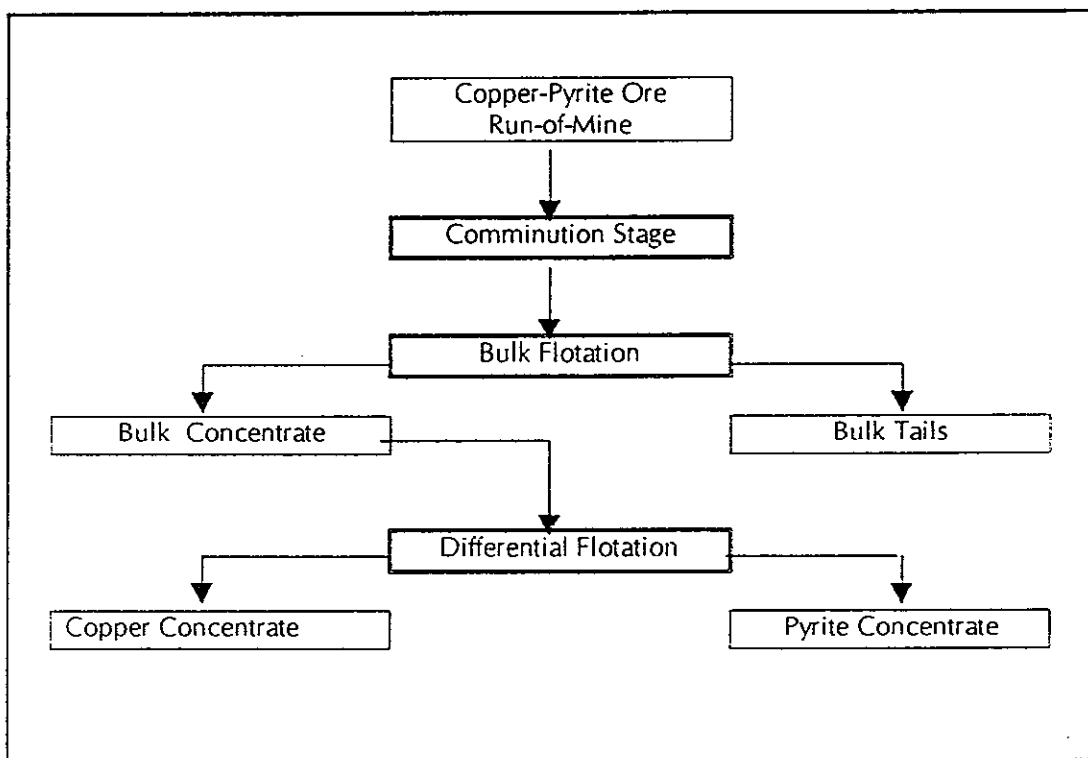 Copper-Pyrite Ore
Run-of-Mine
Comminution Stage
Bulk Flotation
Bulk Concentrate
Bulk Tails
Differential Flotation
Copper Concentrate
Pyrite Concentrate